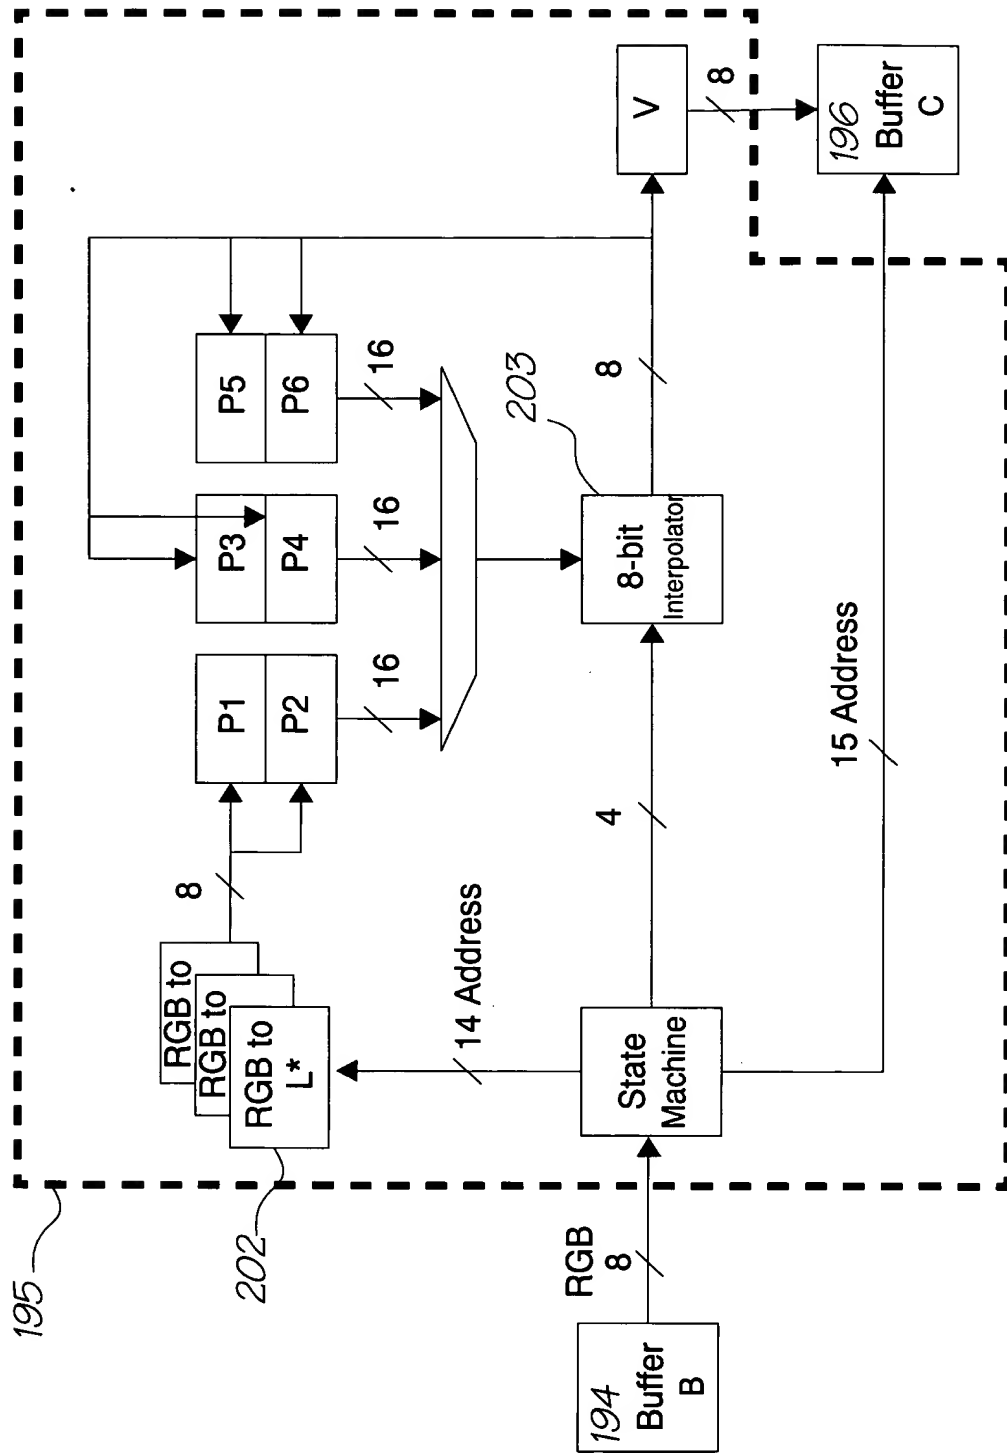 195
202
RGB to
RGB to
RGB to
L*
8
P1
P2
P3
P4
P5
P6
16
16
16
14 Address
203
194
Buffer
B
RGB
8
State
Machine
4
8-bit
Interpolator
8
V
8
15 Address
196
Buffer
C